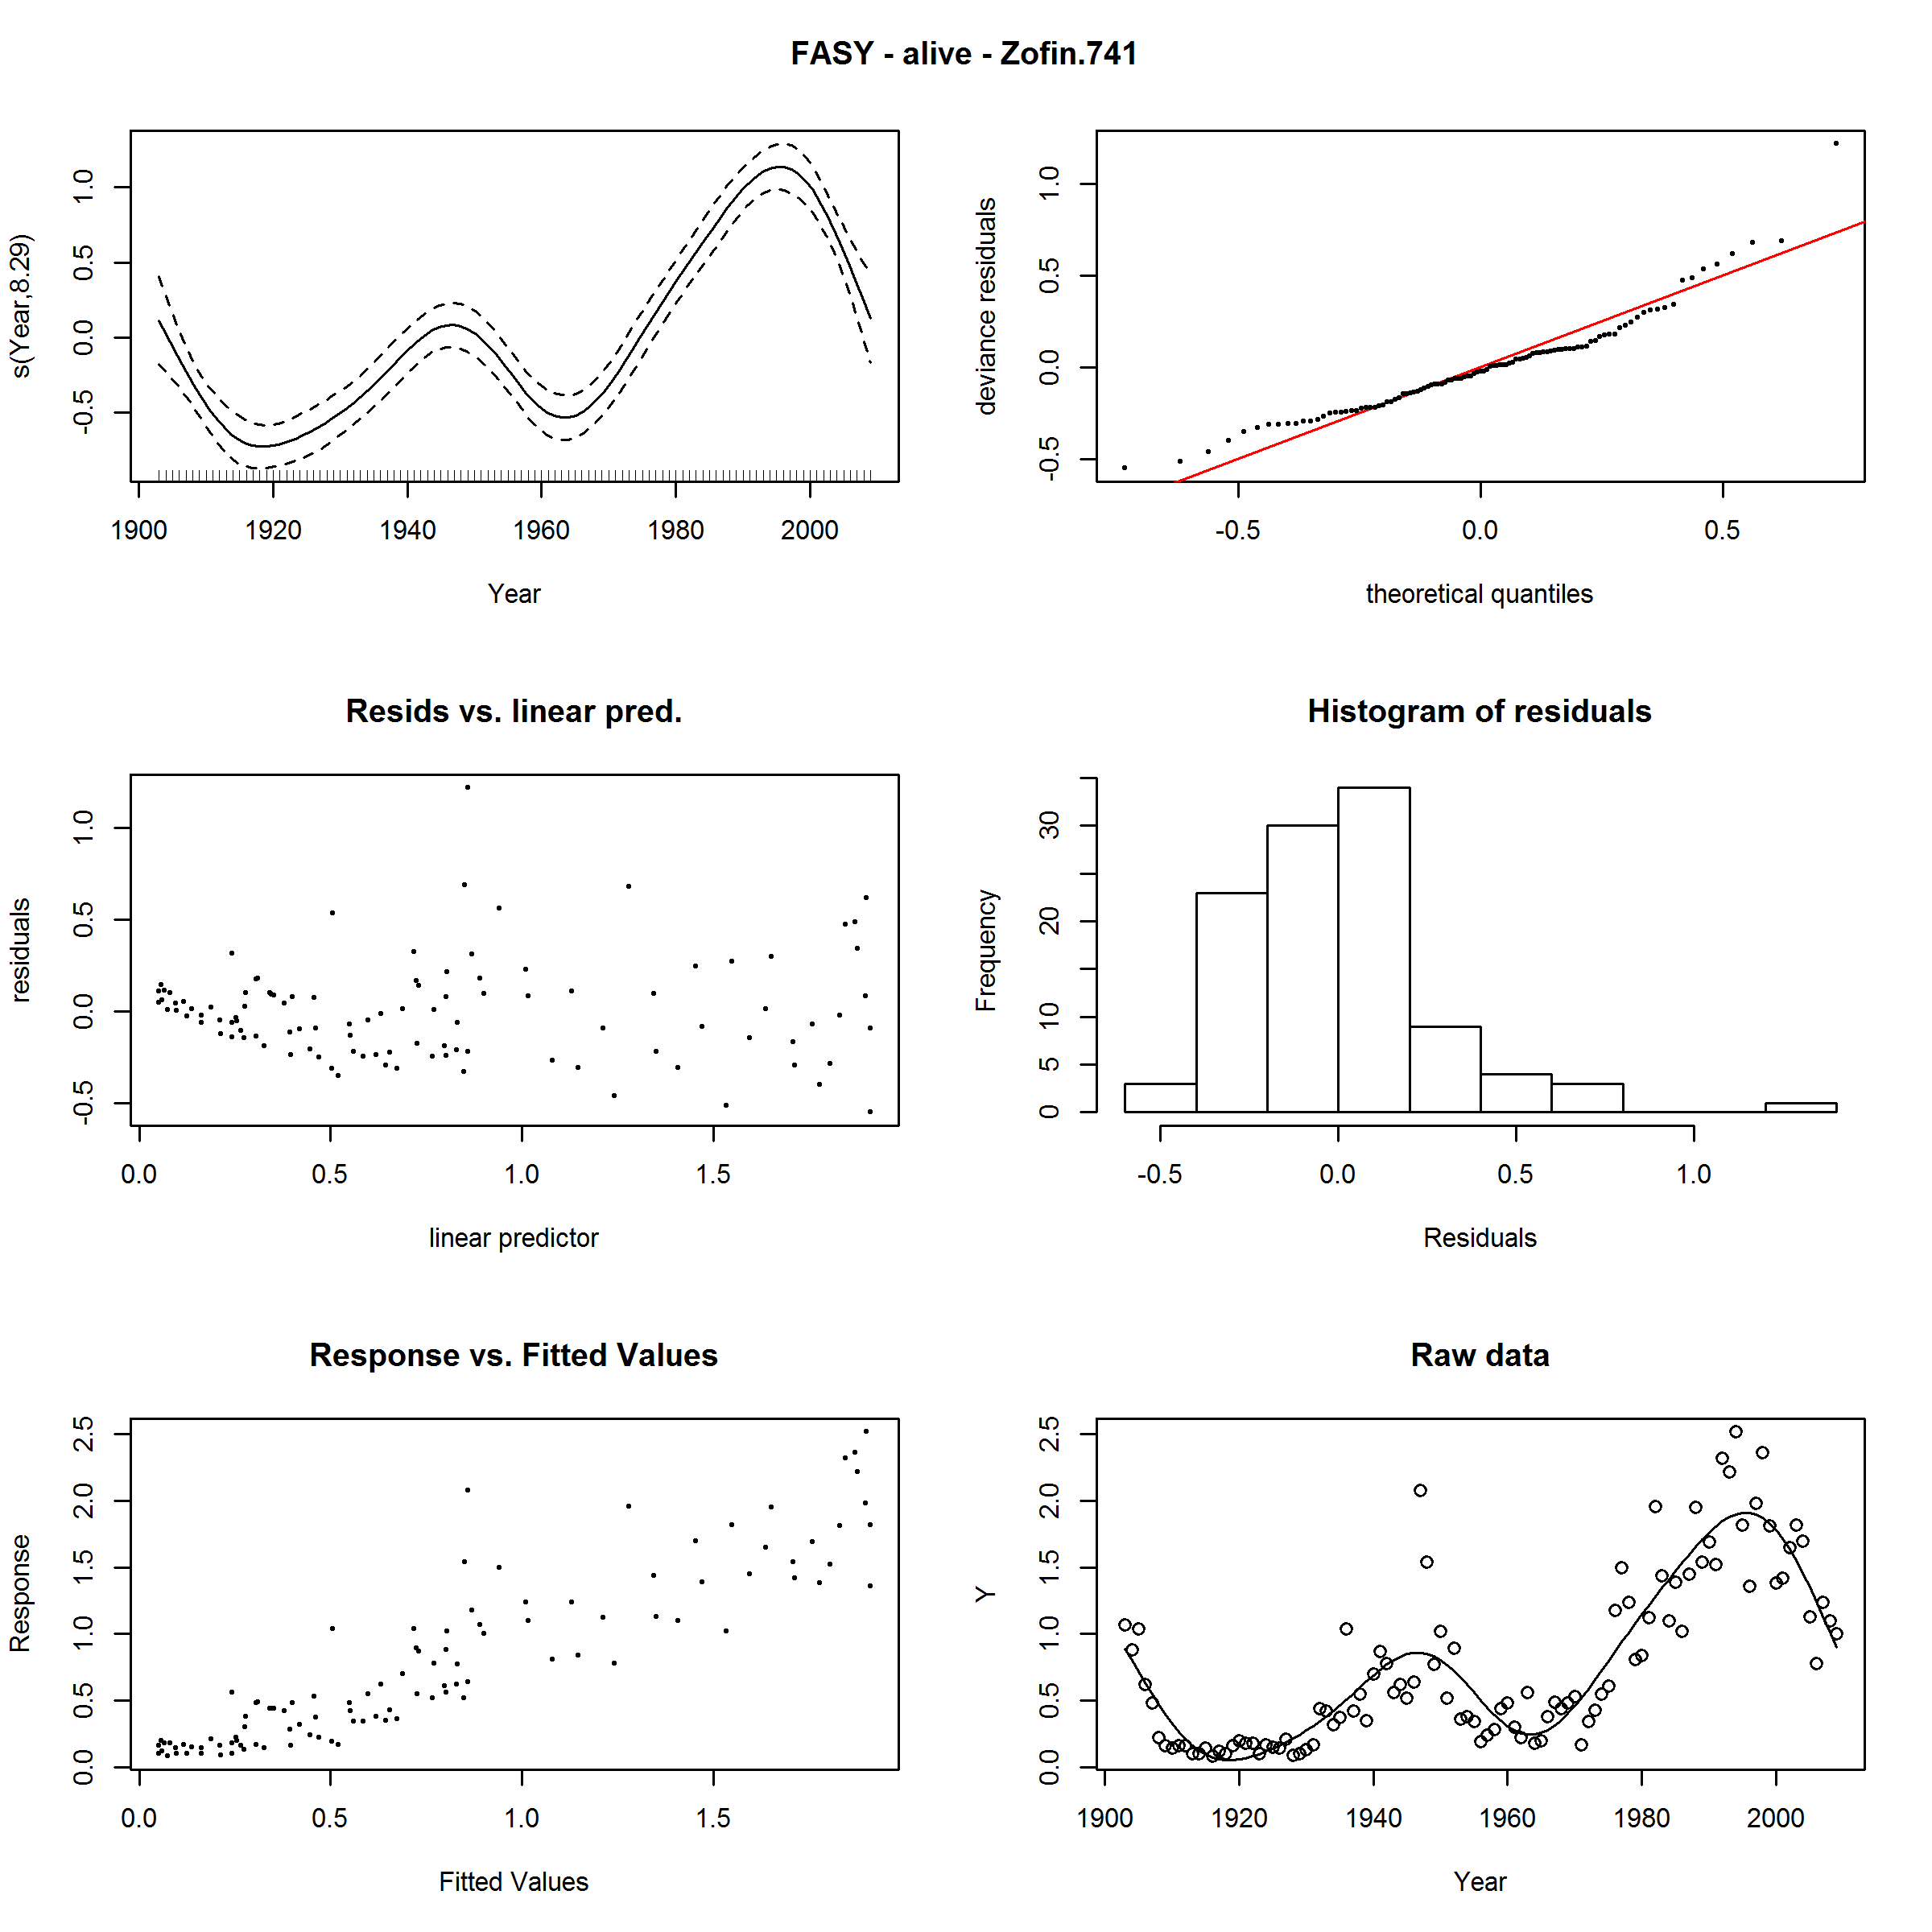 FASY - alive - Zofin.741
s(Year,8.29)
-0.5 0.0 0.5 1.0
1900 1920 1940 1960 1980 2000
Year
deviance residuals
-0.5 0.0 0.5 1.0
-0.5 0.0 0.5
theoretical quantiles
Resids vs. linear pred.
residuals
-0.5 0.0 0.5 1.0
0.0 0.5 1.0 1.5
linear predictor
Histogram of residuals
Frequency
0 5 10 20 30
-0.5 0.0 0.5 1.0
Residuals
Response vs. Fitted Values
Response
0.0 0.5 1.0 1.5 2.0 2.5
0.0 0.5 1.0 1.5
Fitted Values
Raw data
Y
0.0 0.5 1.0 1.5 2.0 2.5
1900 1920 1940 1960 1980 2000
Year